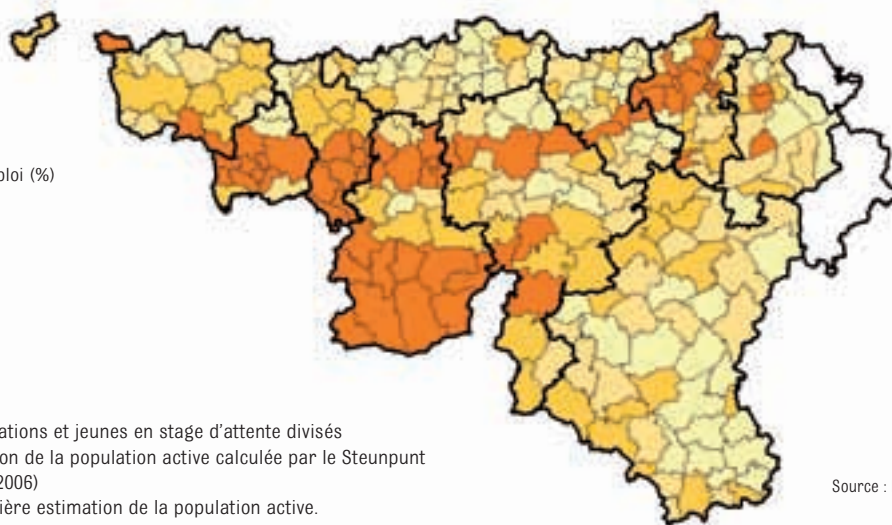 ploi (%)
ations et jeunes en stage d'attente divisés
on de la population active calculée par le Steunpunt
2006)
ière estimation de la population active.
Source :